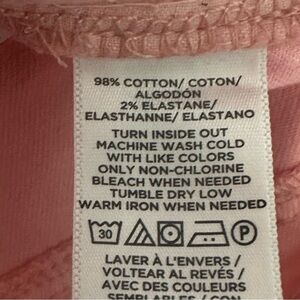 98% COTTON/ COTON/
ALGODÓN
2% ELASTANE/
ELASTHANNE/ ELASTANO
TURN INSIDE OUT
MACHINE WASH COLD
WITH LIKE COLORS
ONLY NON-CHLORINE
BLEACH WHEN NEEDED
TUMBLE DRY LOW
WARM IRON WHEN NEEDED
30 P
LAVER À L'ENVERS /
VOLTEAR AL REVÉS /
AVEC DES COULEURS
SEMBLABLES / CON